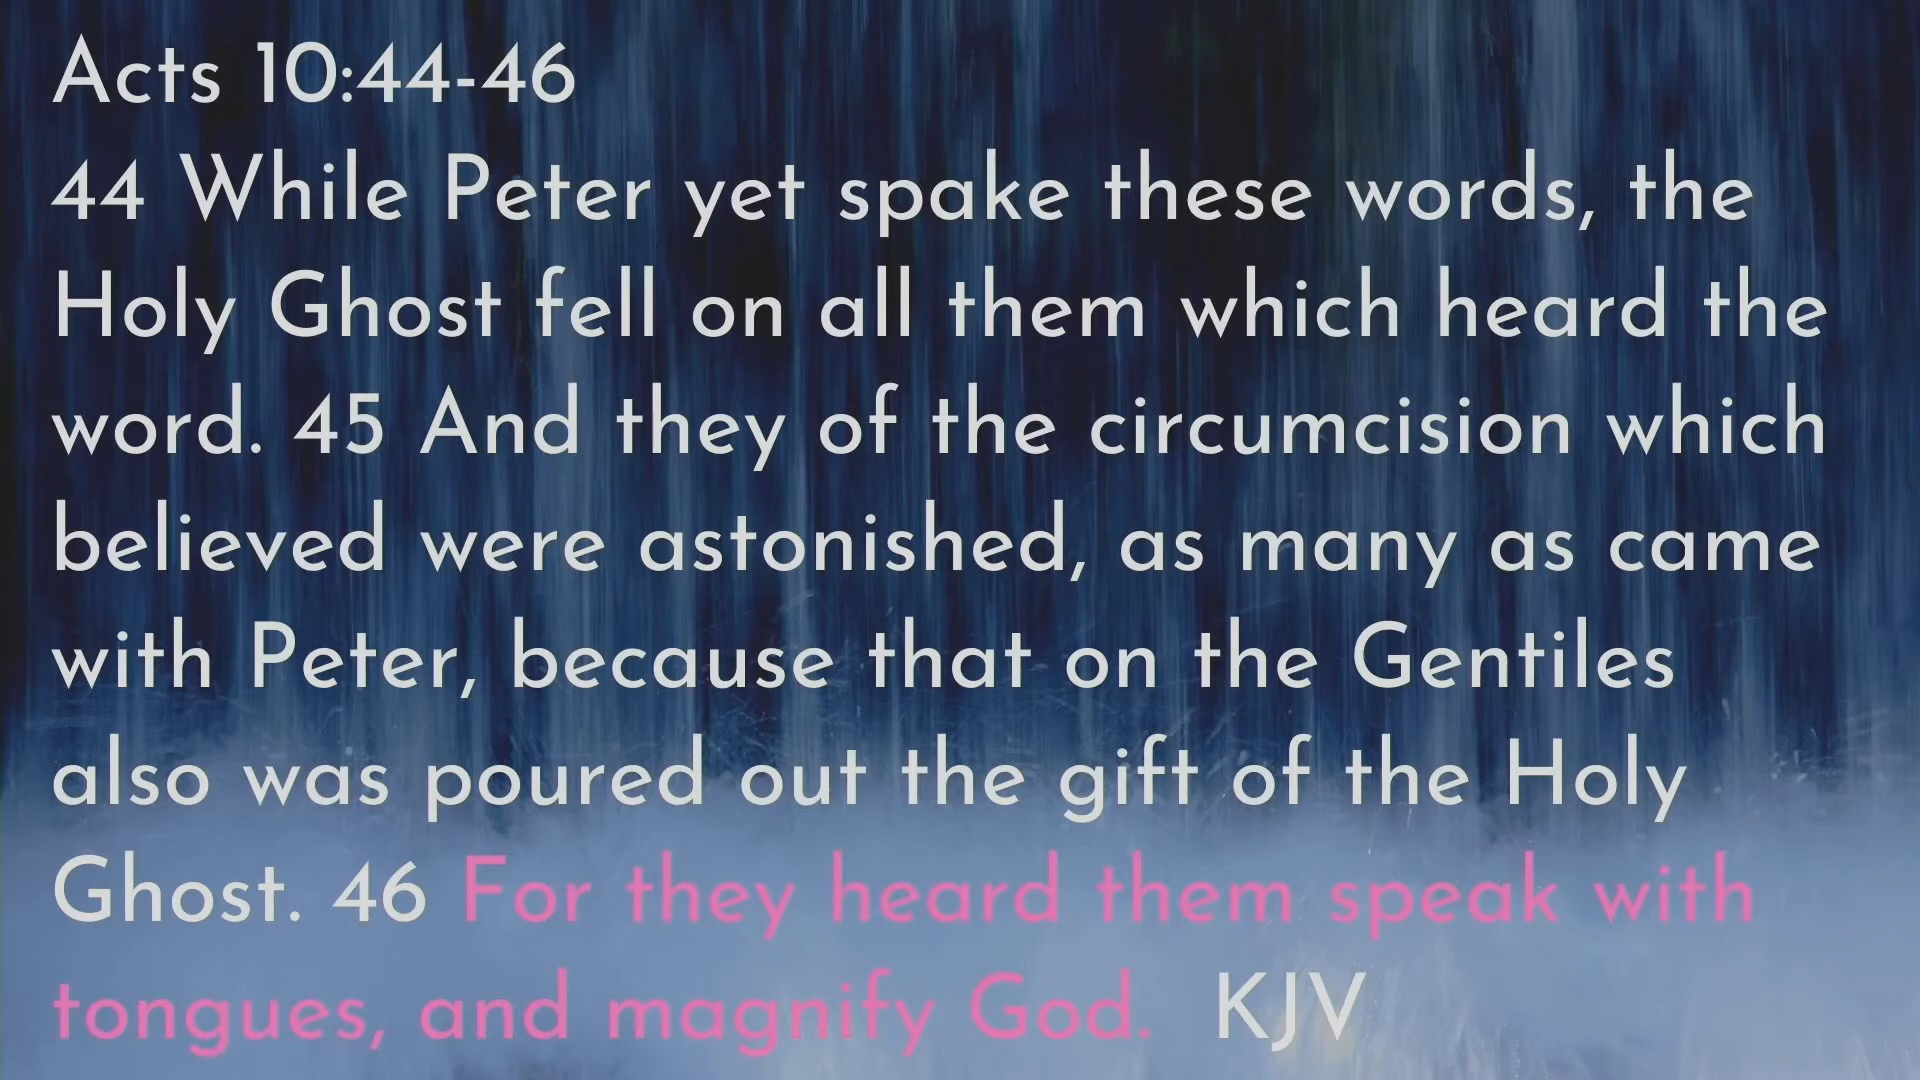 Acts 10:44-46
44 While Peter yet spake these words, the
Holy Ghost fell on all them which heard the
word. 45 And they of the circumcision which
believed were astonished, as many as came
with Peter, because that on the Gentiles
also was poured out the gift of the Holy
Ghost. 46 For they heard them speak with
tongues, and magnify God. KJV